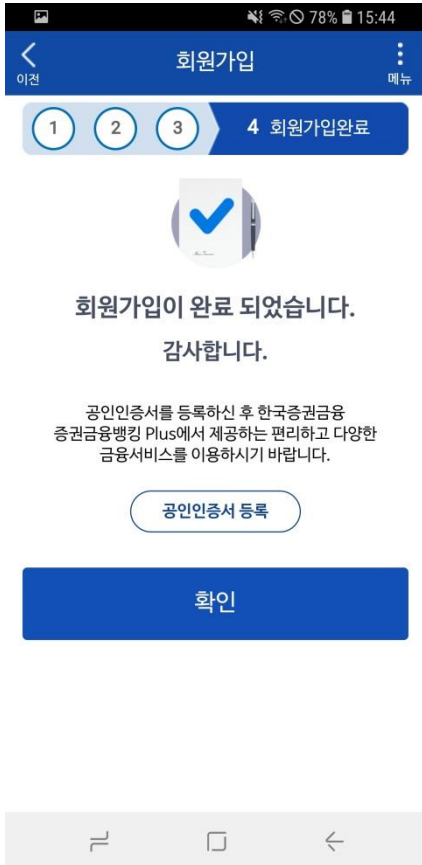 78% 15:44
이전
회원가입
메뉴
1 2 3 4 회원가입완료
회원가입이 완료 되었습니다.
감사합니다.
공인인증서를 등록하신 후 한국증권금융
증권금융뱅킹 Plus에서 제공하는 편리하고 다양한
금융서비스를 이용하시기 바랍니다.
공인인증서 등록
확인